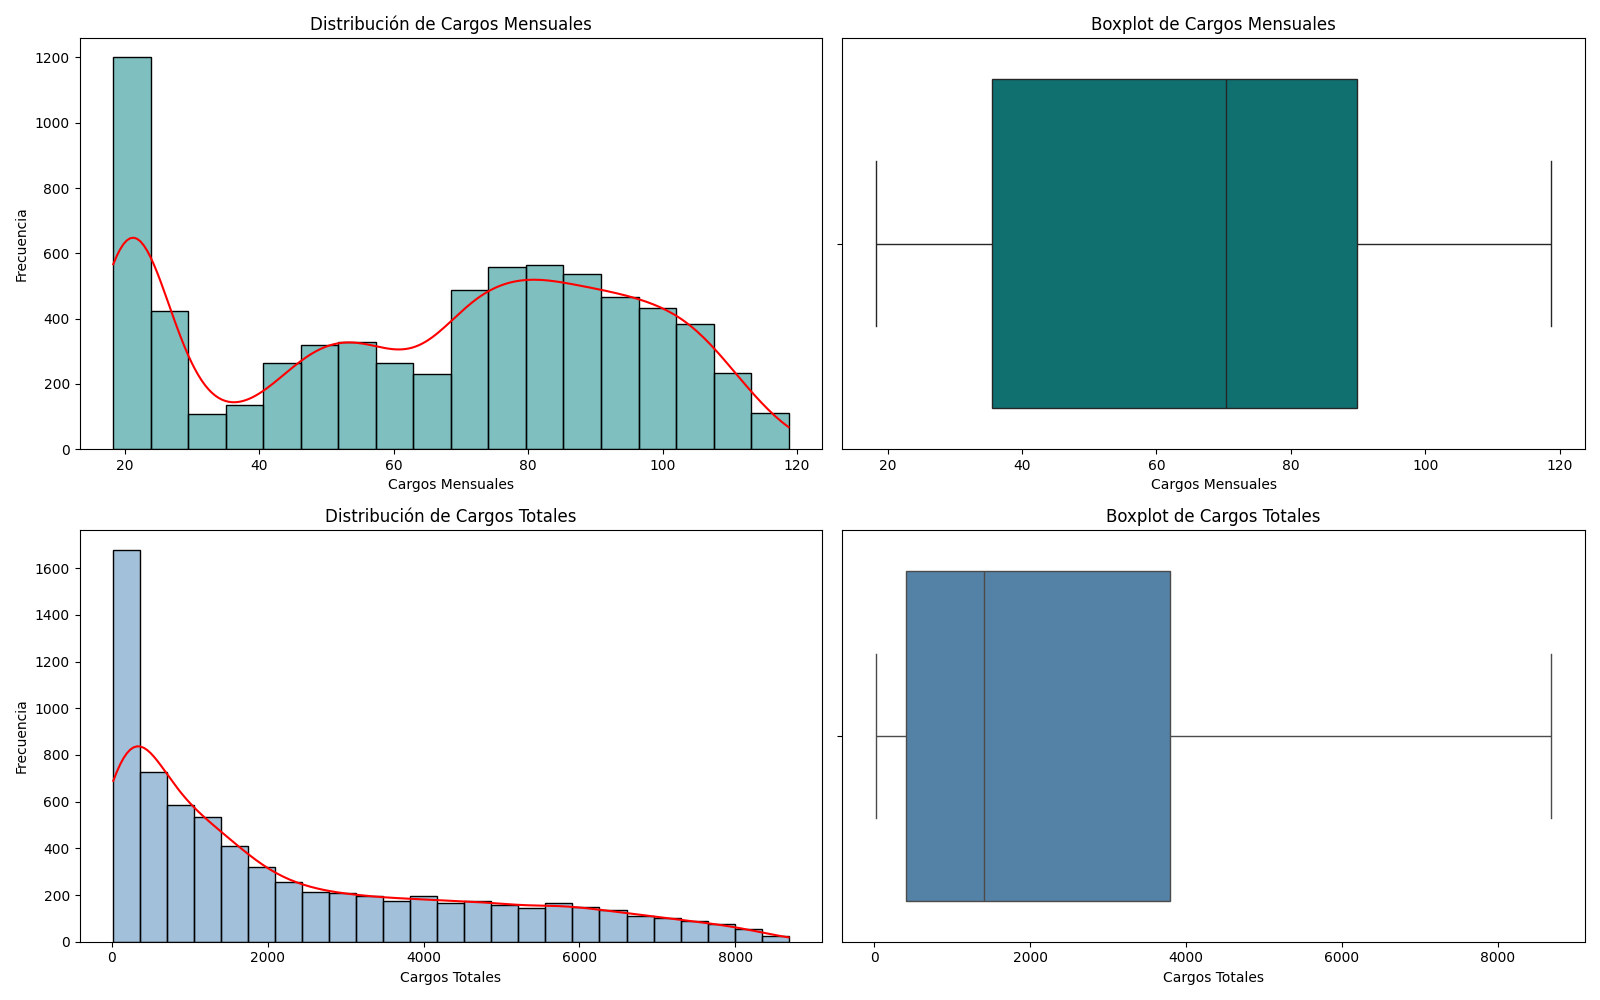 Distribución de Cargos Mensuales
1200
1000
800
600
400
200
0
Frecuencia
20 40 60 80 100 120
Cargos Mensuales
Boxplot de Cargos Mensuales
20 40 60 80 100 120
Cargos Mensuales
Distribución de Cargos Totales
1600
1400
1200
1000
800
600
400
200
0
Frecuencia
0 2000 4000 6000 8000
Cargos Totales
Boxplot de Cargos Totales
0 2000 4000 6000 8000
Cargos Totales